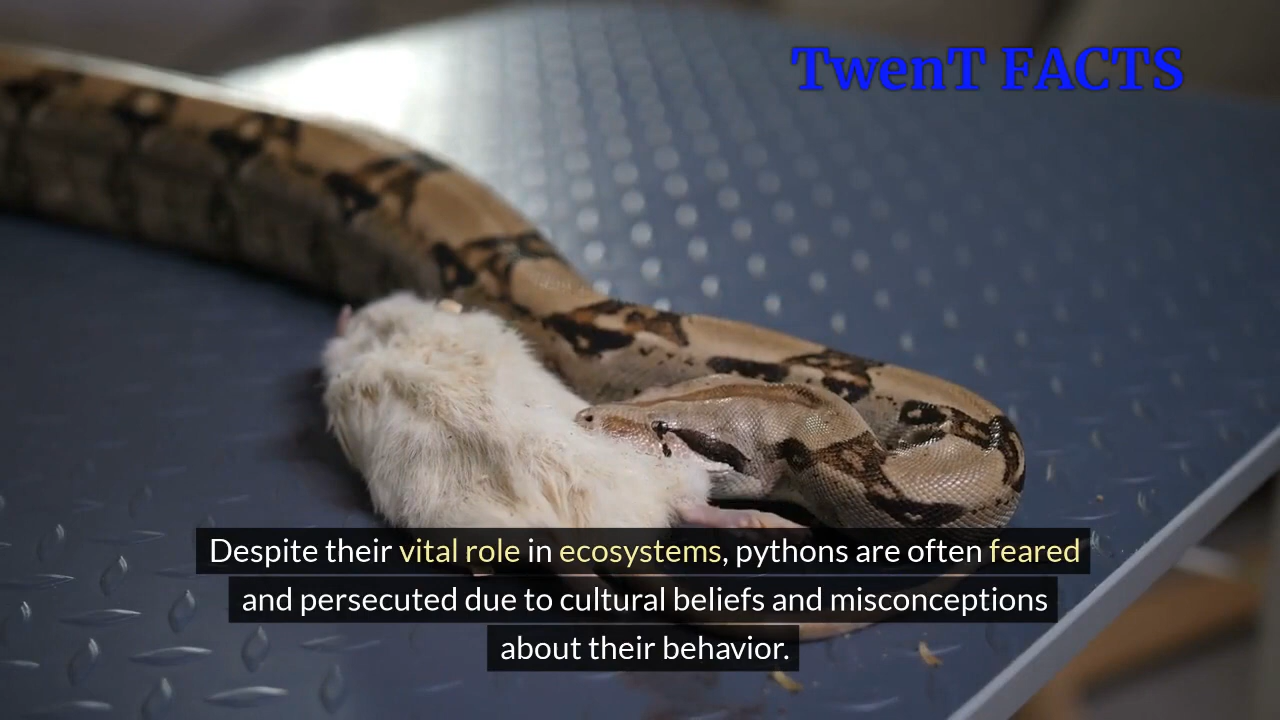 TwenT FACTS
Despite their vital role in ecosystems, pythons are often feared
and persecuted due to cultural beliefs and misconceptions
about their behavior.